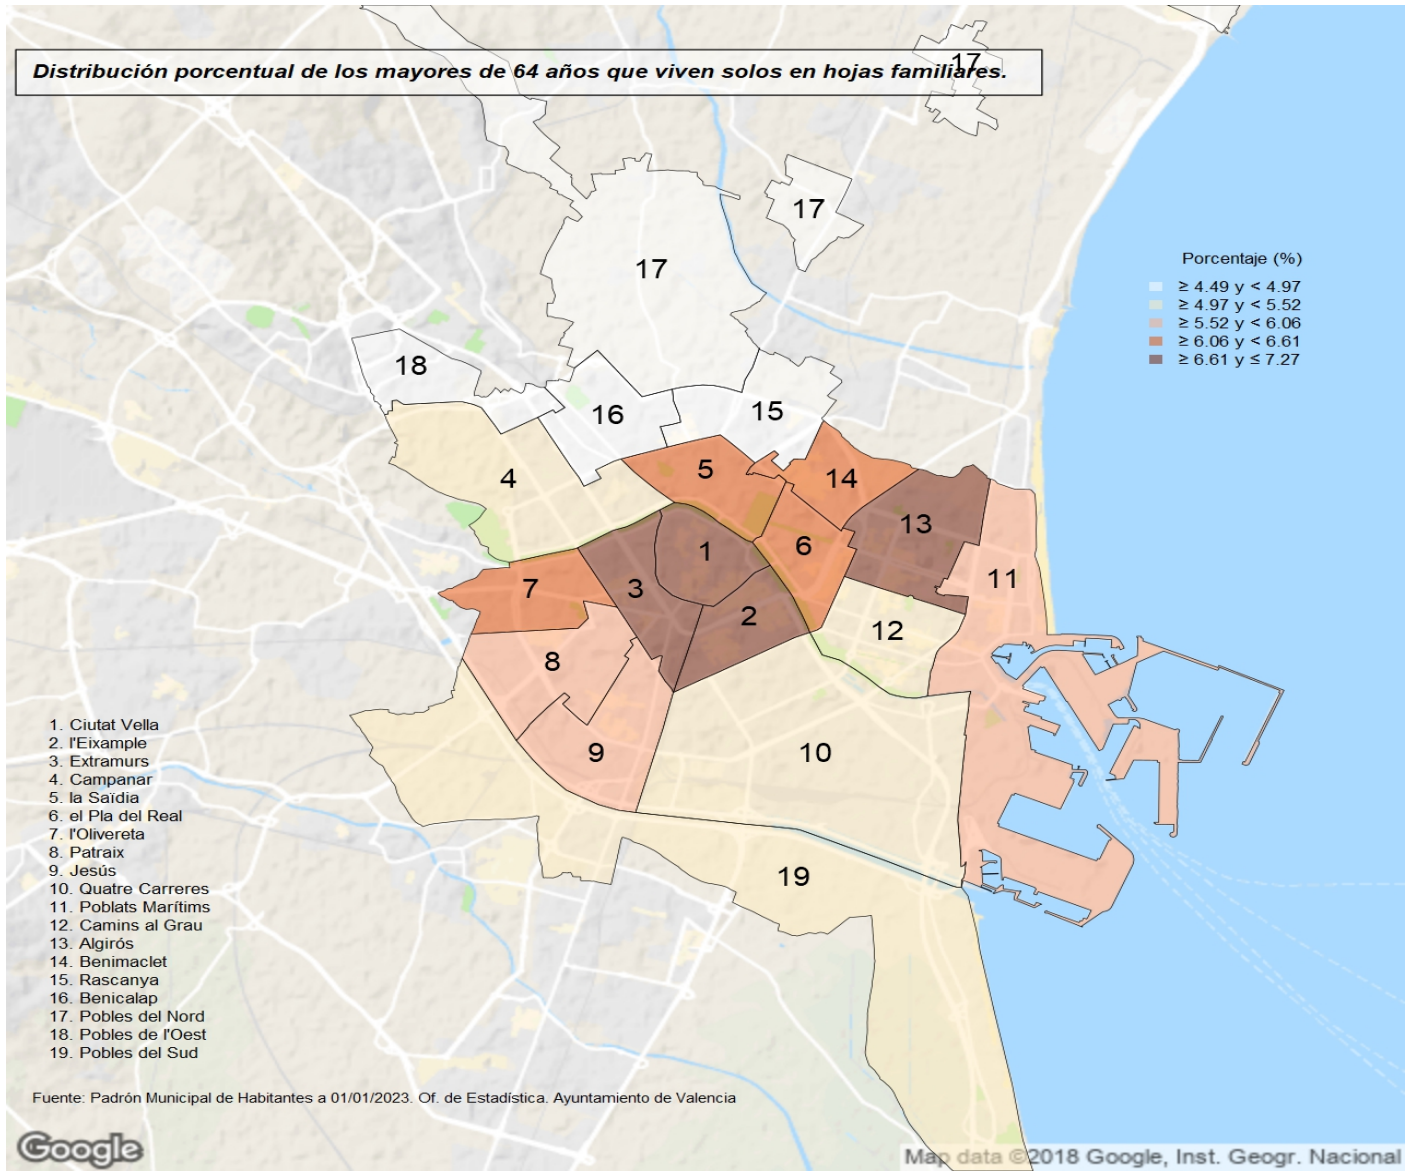 Distribución porcentual de los mayores de 64 años que viven solos en hojas familiares.
17
17
17
Porcentaje (%)
≥ 4.49 y < 4.97
≥ 4.97 y < 5.52
≥ 5.52 y < 6.06
≥ 6.06 y < 6.61
≥ 6.61 y ≤ 7.27
18
16
15
5
4
14
13
1
6
11
7
3
2
12
8
9
10
19
1. Ciutat Vella
2. l'Eixample
3. Extramurs
4. Campanar
5. la Saïdia
6. el Pla del Real
7. l'Olivereta
8. Patraix
9. Jesús
10. Quatre Carreres
11. Poblats Marítims
12. Camins al Grau
13. Algirós
14. Benimaclet
15. Rascanya
16. Benicalap
17. Pobles del Nord
18. Pobles de l'Oest
19. Pobles del Sud
Fuente: Padrón Municipal de Habitantes a 01/01/2023. Of. de Estadística. Ayuntamiento de Valencia
Google
Map data ©2018 Google, Inst. Geogr. Nacional